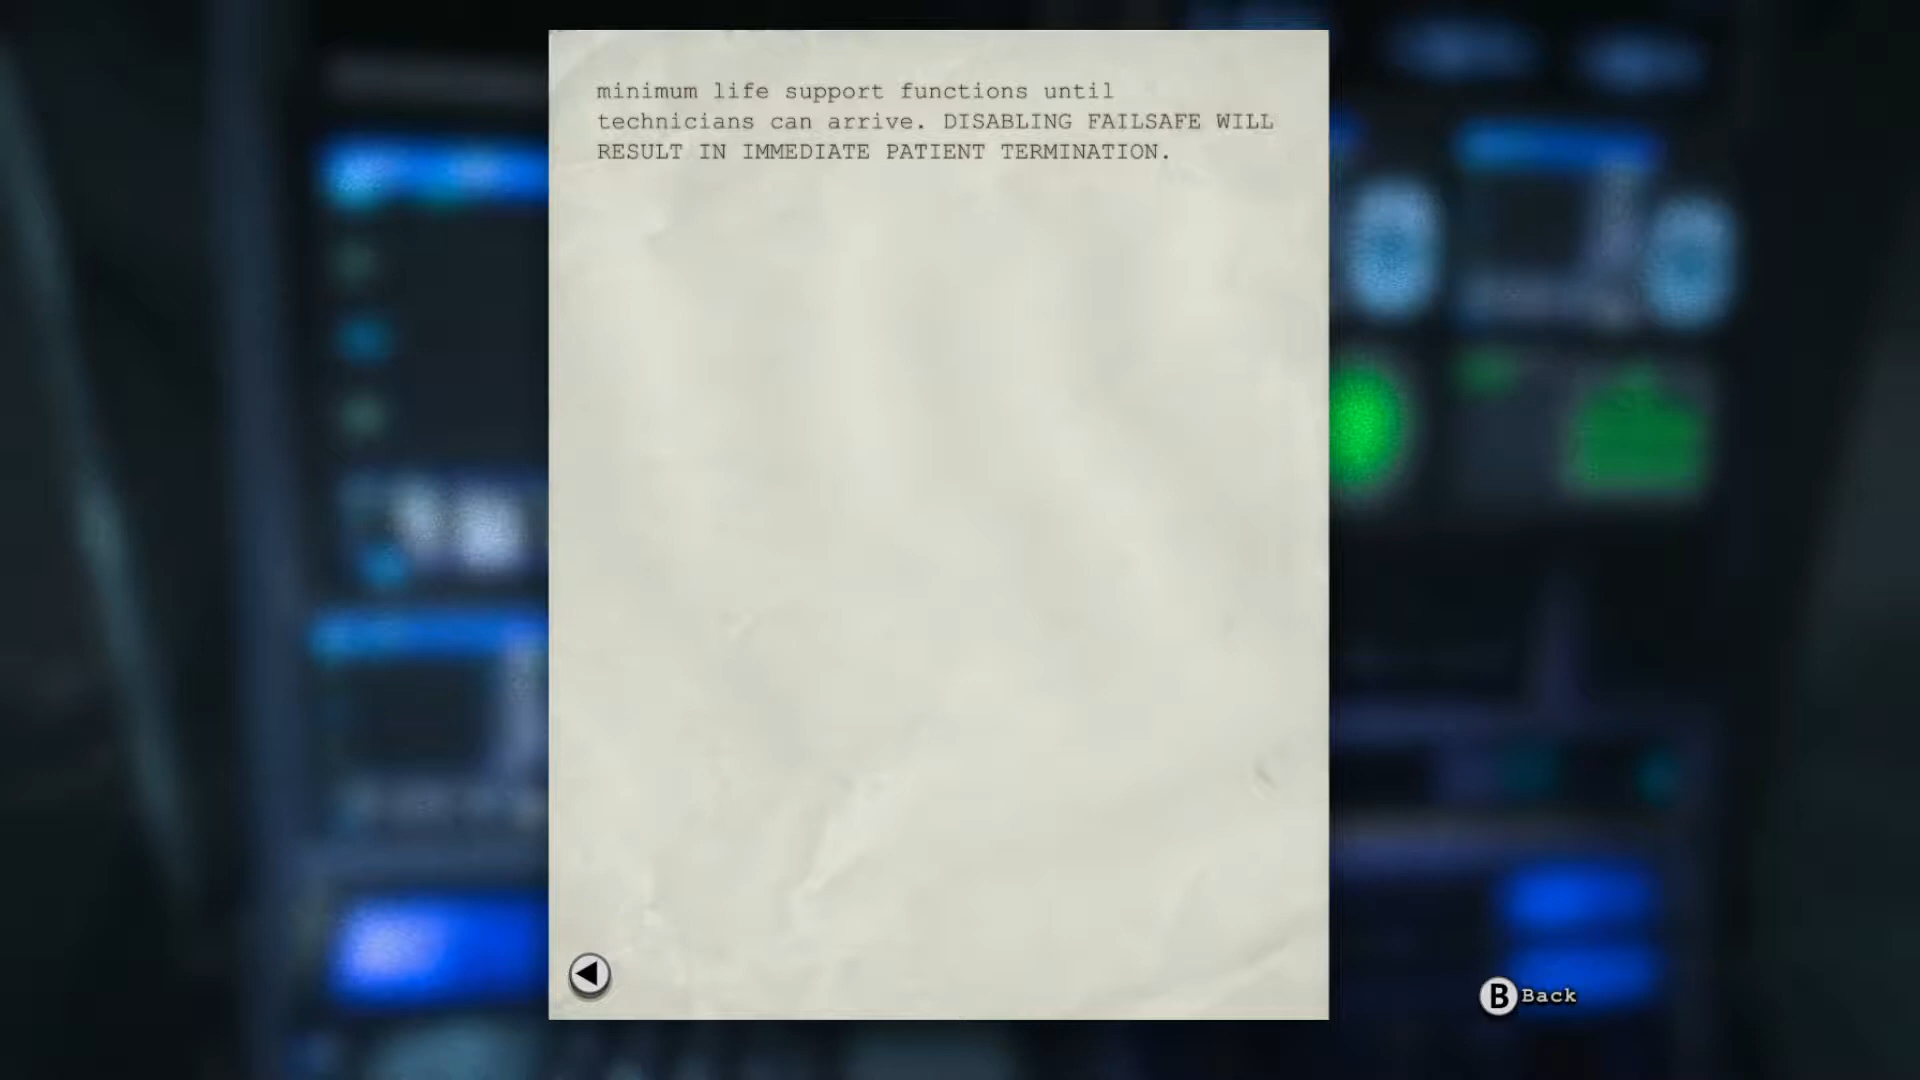 minimum life support functions until
technicians can arrive. DISABLING FAILSAFE WILL
RESULT IN IMMEDIATE PATIENT TERMINATION.
B Back